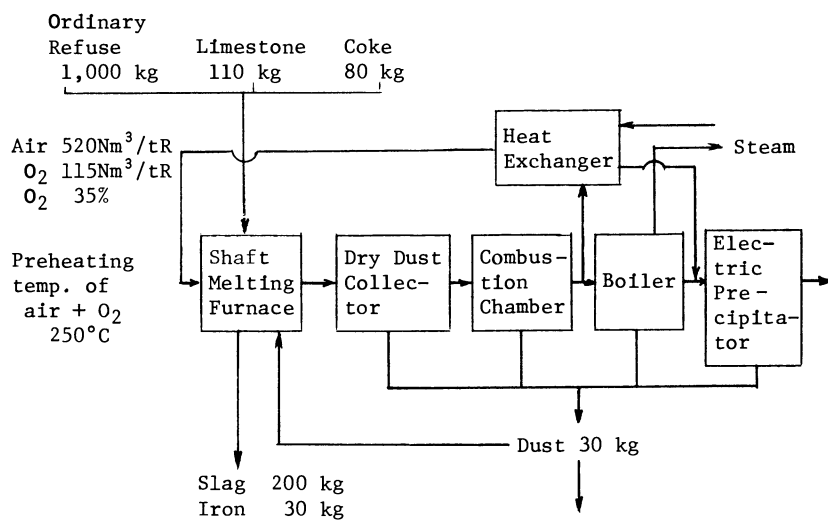 Ordinary
Refuse
1,000 kg
Limestone
110 kg
Coke
80 kg
Air 520Nm³/tR
O₂ 115Nm³/tR
O₂ 35%
Heat
Exchanger
Steam
Preheating
temp. of
air + O₂
250°C
Shaft
Melting
Furnace
Dry Dust
Collec-
tor
Combus-
tion
Chamber
Boiler
Elec-
tric
Pre-
cipita-
tor
Dust 30 kg
Slag 200 kg
Iron 30 kg